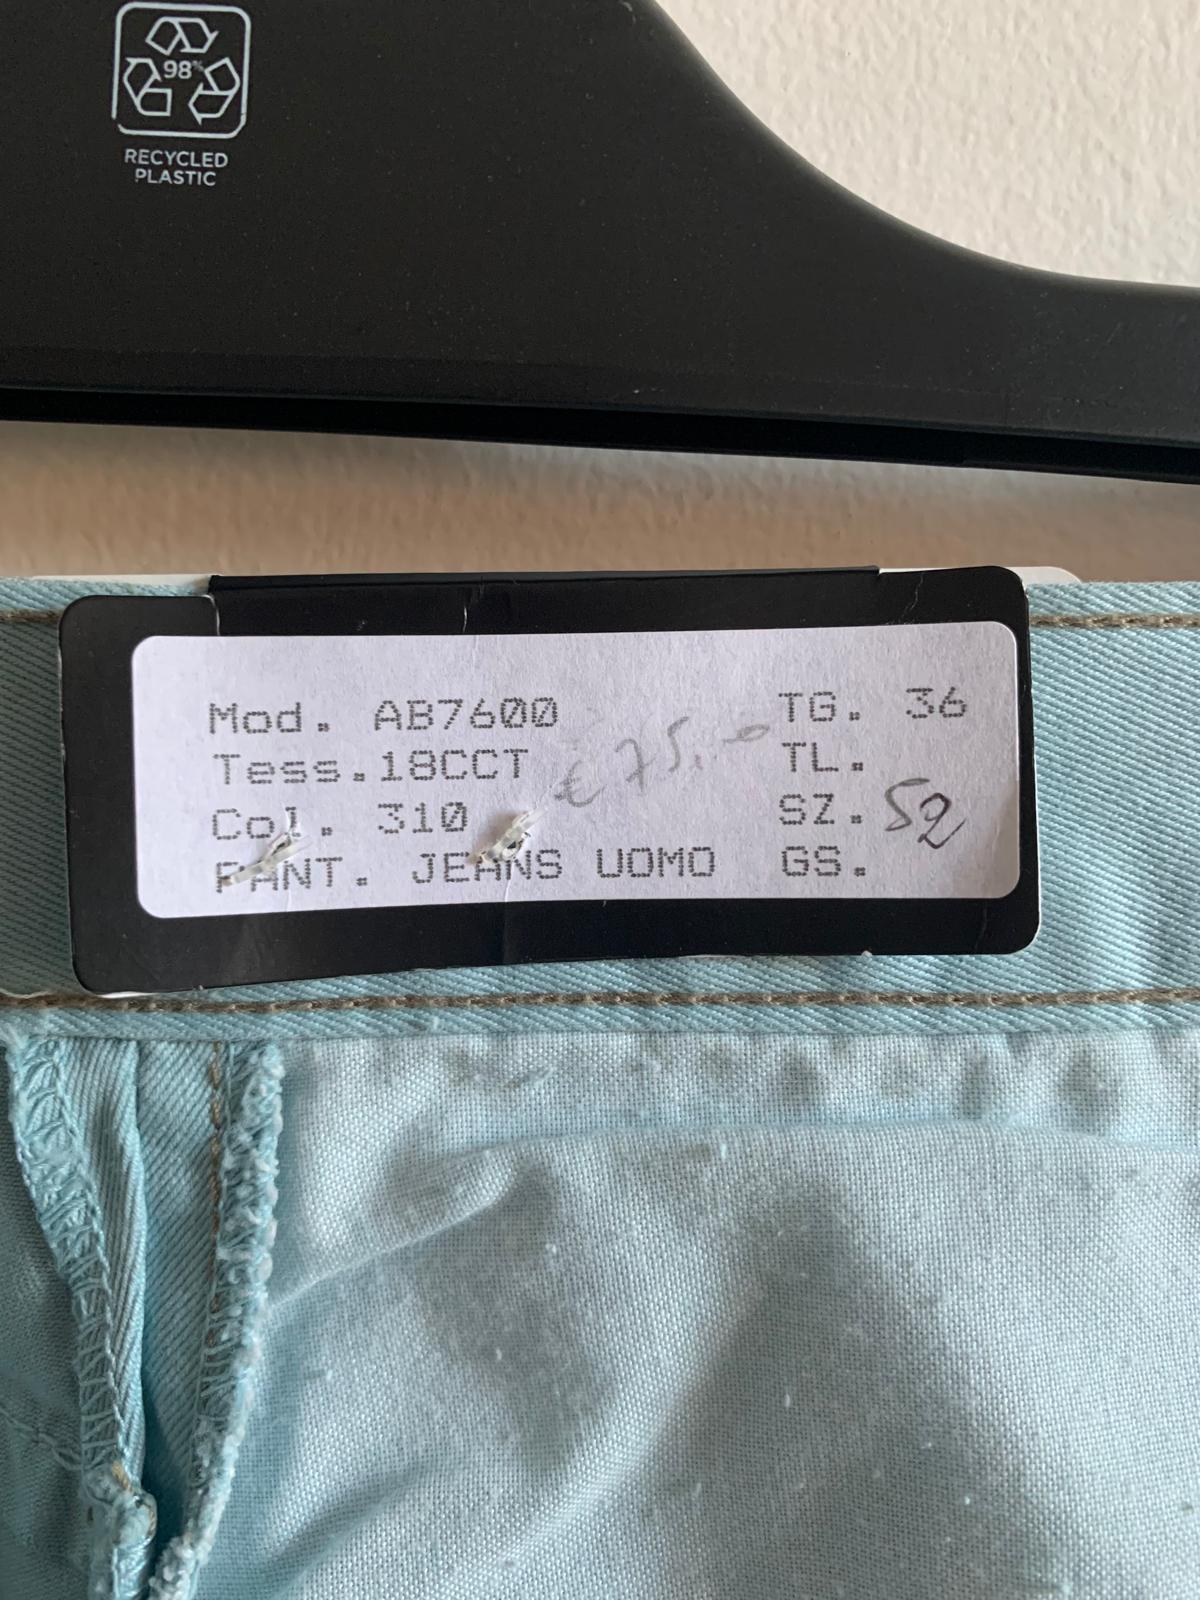 98%
RECYCLED
PLASTIC
Mod. AB7600 TG. 36
Tess.18CCT € 75,- TL.
Col. 310 SZ. 52
PANT. JEANS UOMO GS.